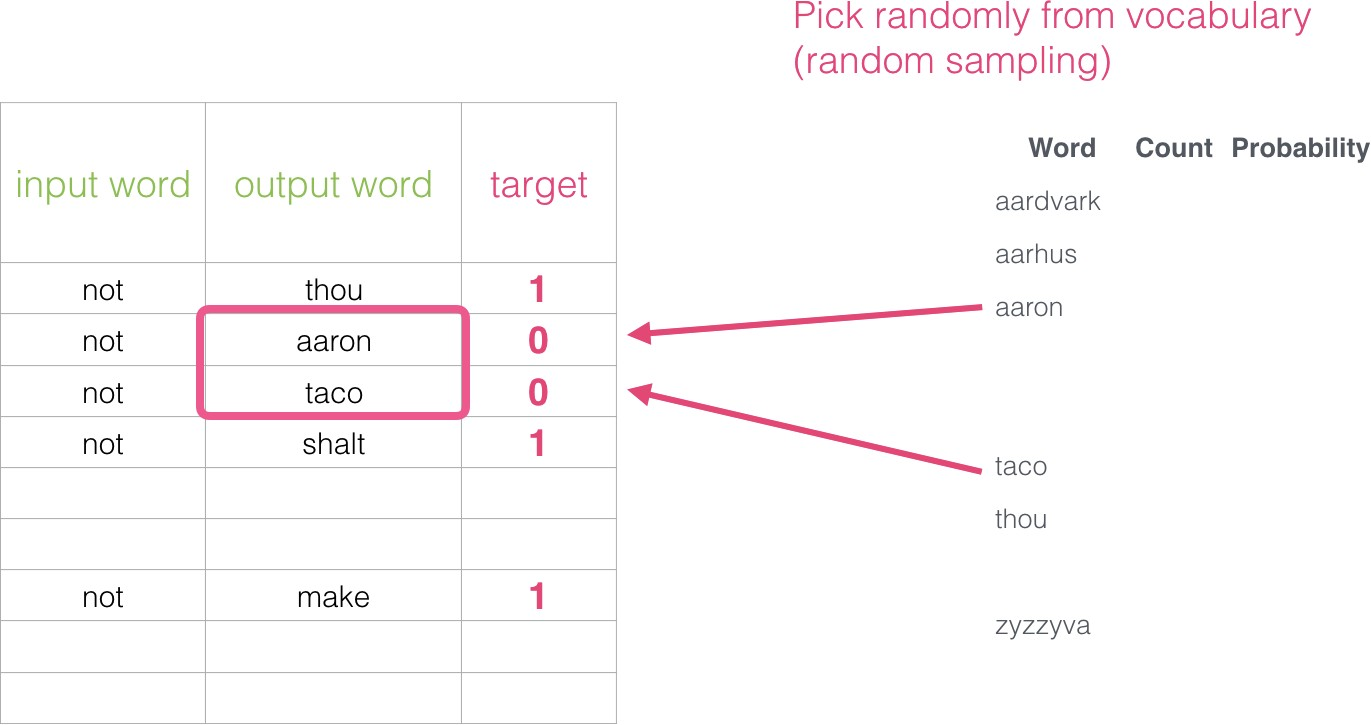 Pick randomly from vocabulary
(random sampling)
input word output word target
not thou 1
not aaron 0
not taco 0
not shalt 1
not make 1
Word Count Probability
aardvark
aarhus
aaron
taco
thou
zyzzyva